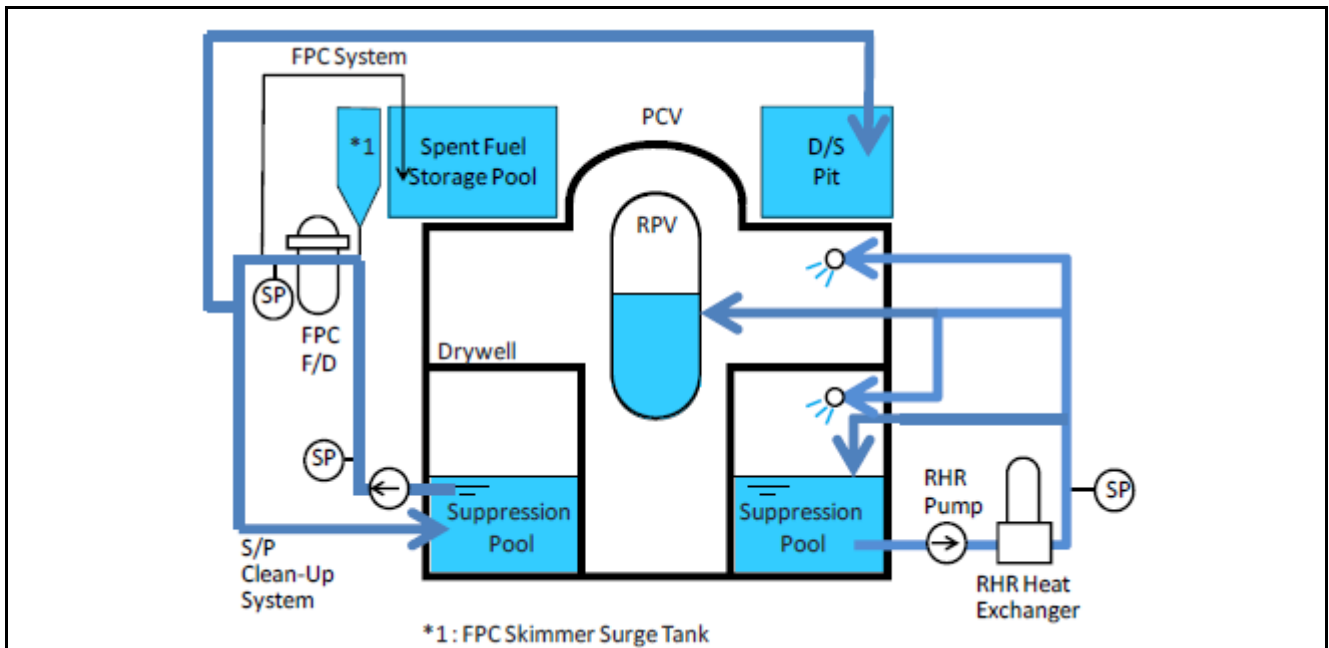 FPC System
PCV
*1
Spent Fuel
Storage Pool
D/S
Pit
RPV
SP
FPC
F/D
Drywell
SP
Suppression
Pool
Suppression
Pool
RHR
Pump
SP
S/P
Clean-Up
System
RHR Heat
Exchanger
*1 : FPC Skimmer Surge Tank